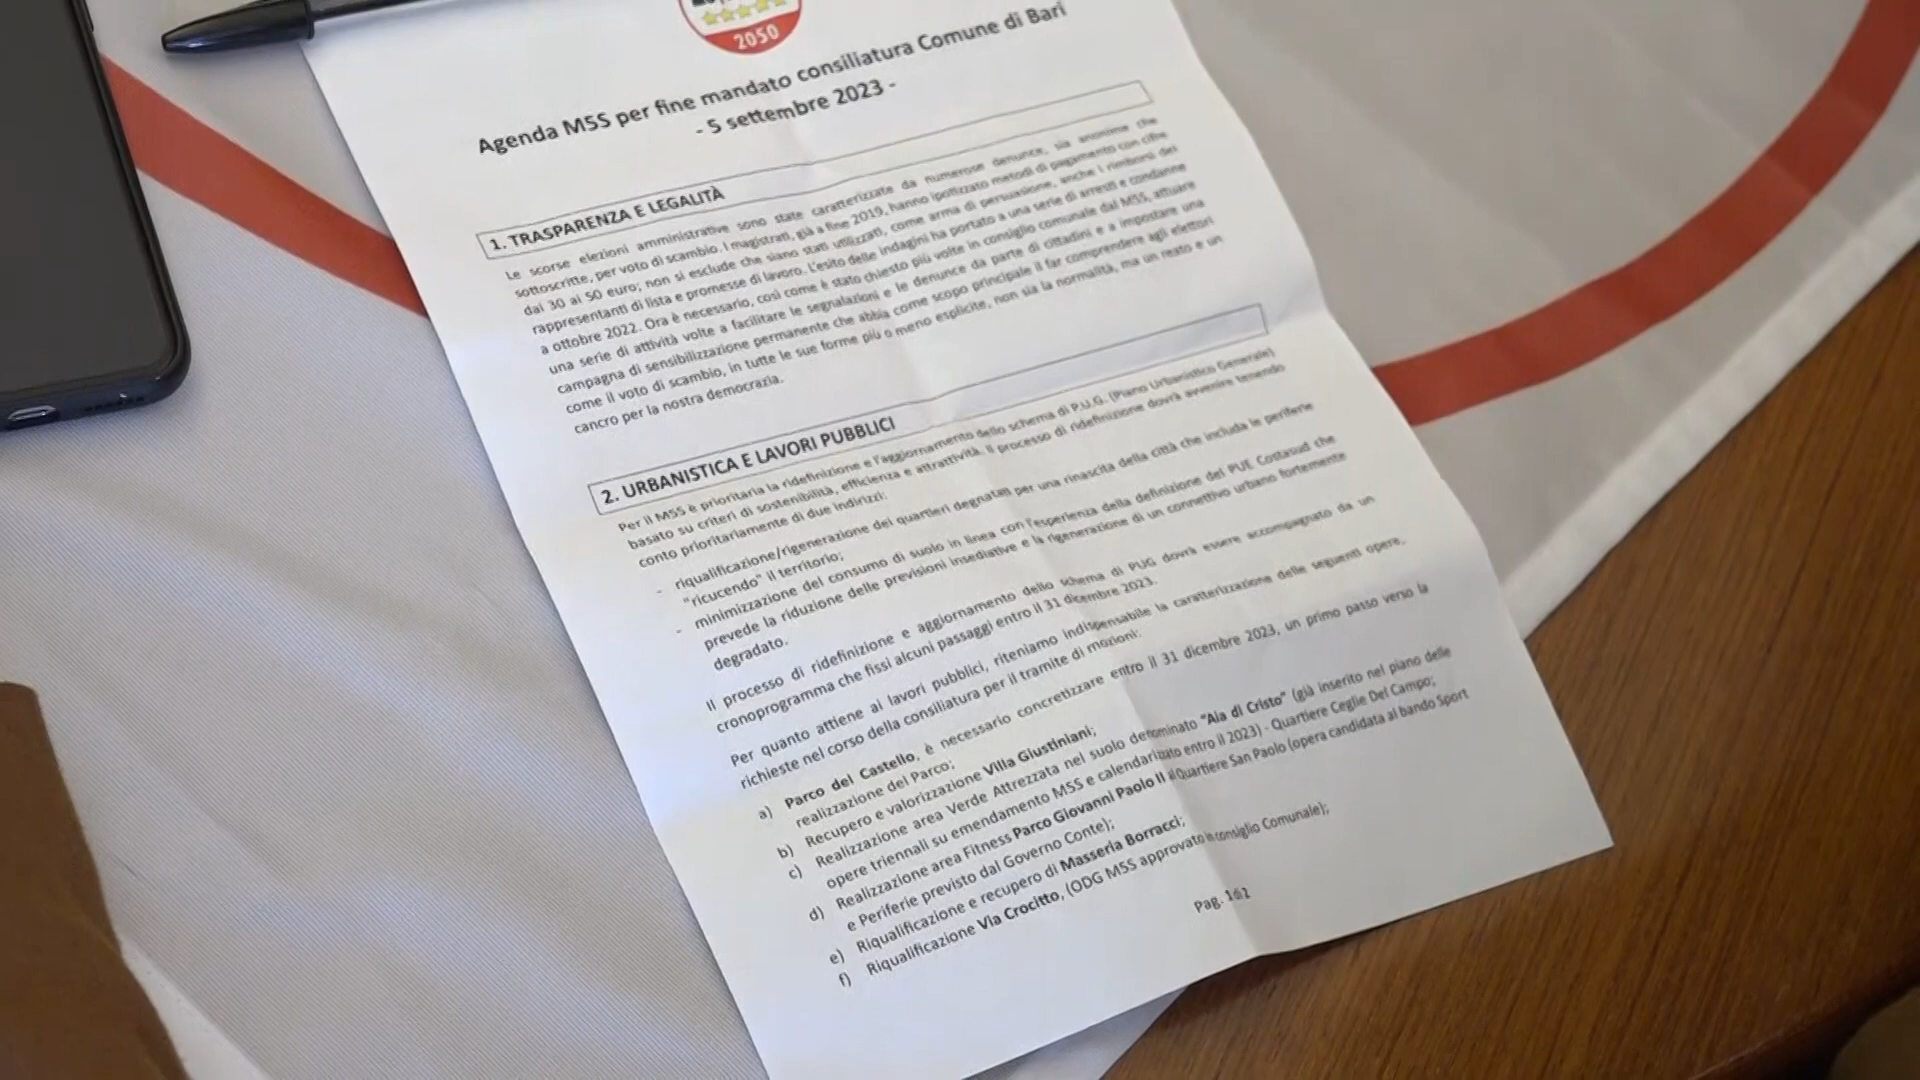 2050
Agenda M5S per fine mandato consiliatura Comune di Bari
- 5 settembre 2023 -
1. TRASPARENZA E LEGALITÀ
Le scorse elezioni amministrative sono state caratterizzate da numerose denunce, sia anonime che
sottoscritte, per voto di scambio. I magistrati, già a fine 2019, hanno ipotizzato metodi di pagamento con cifre
dai 30 ai 50 euro; non si esclude che siano stati utilizzati, come arma di persuasione, anche i rimborsi dei
rappresentanti di lista e promesse di lavoro. L'esito delle indagini ha portato a una serie di arresti e condanne
a ottobre 2022. Ora è necessario, così come è stato chiesto più volte in consiglio comunale dal M5S, attuare
una serie di attività volte a facilitare le segnalazioni e le denunce da parte di cittadini e a impostare una
campagna di sensibilizzazione permanente che abbia come scopo principale il far comprendere agli elettori
come il voto di scambio, in tutte le sue forme più o meno esplicite, non sia la normalità, ma un reato e un
cancro per la nostra democrazia.
2. URBANISTICA E LAVORI PUBBLICI
Per il M5S è prioritaria la ridefinizione e l'aggiornamento dello schema di P.U.G. (Piano Urbanistico Generale)
basato su criteri di sostenibilità, efficienza e attrattività. Il processo di ridefinizione dovrà avvenire tenendo
conto prioritariamente di due indirizzi:
- riqualificazione/rigenerazione dei quartieri degradati per una rinascita della città che includa le periferie
"ricucendo" il territorio;
- minimizzazione del consumo di suolo in linea con l'esperienza della definizione del PUE Costasud che
prevede la riduzione delle previsioni insediative e la rigenerazione di un connettivo urbano fortemente
degradato.
Il processo di ridefinizione e aggiornamento dello schema di PUG dovrà essere accompagnato da un
cronoprogramma che fissi alcuni passaggi entro il 31 dicembre 2023.
Per quanto attiene ai lavori pubblici, riteniamo indispensabile la caratterizzazione delle seguenti opere,
richieste nel corso della consiliatura per il tramite di mozioni:
a) Parco del Castello, è necessario concretizzare entro il 31 dicembre 2023, un primo passo verso la
realizzazione del Parco;
b) Recupero e valorizzazione Villa Giustiniani;
c) Realizzazione area Verde Attrezzata nel suolo denominato "Aia di Cristo" (già inserito nel piano delle
opere triennali su emendamento M5S e calendarizzato entro il 2023) - Quartiere Ceglie Del Campo;
d) Realizzazione area Fitness Parco Giovanni Paolo II al Quartiere San Paolo (opera candidata al bando Sport
e Periferie previsto dal Governo Conte);
e) Riqualificazione e recupero di Masseria Borracci;
f) Riqualificazione Via Crocitto, (ODG M5S approvato in consiglio Comunale);
Pag.